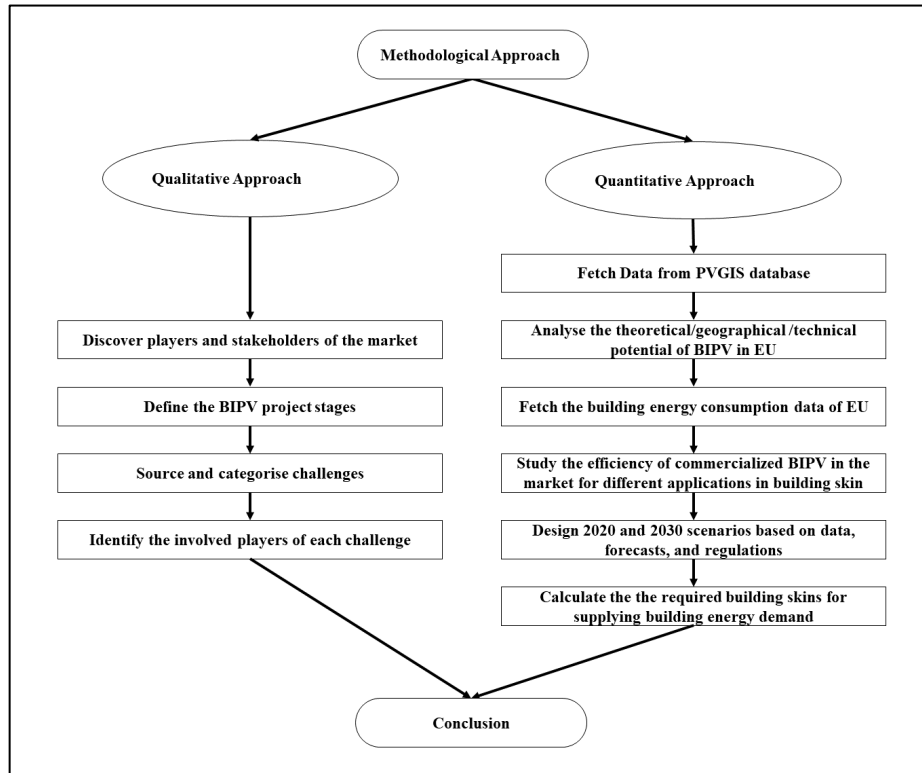 Methodological Approach
Qualitative Approach
Quantitative Approach
Discover players and stakeholders of the market
Define the BIPV project stages
Source and categorise challenges
Identify the involved players of each challenge
Fetch Data from PVGIS database
Analyse the theoretical/geographical /technical
potential of BIPV in EU
Fetch the building energy consumption data of EU
Study the efficiency of commercialized BIPV in the
market for different applications in building skin
Design 2020 and 2030 scenarios based on data,
forecasts, and regulations
Calculate the the required building skins for
supplying building energy demand
Conclusion